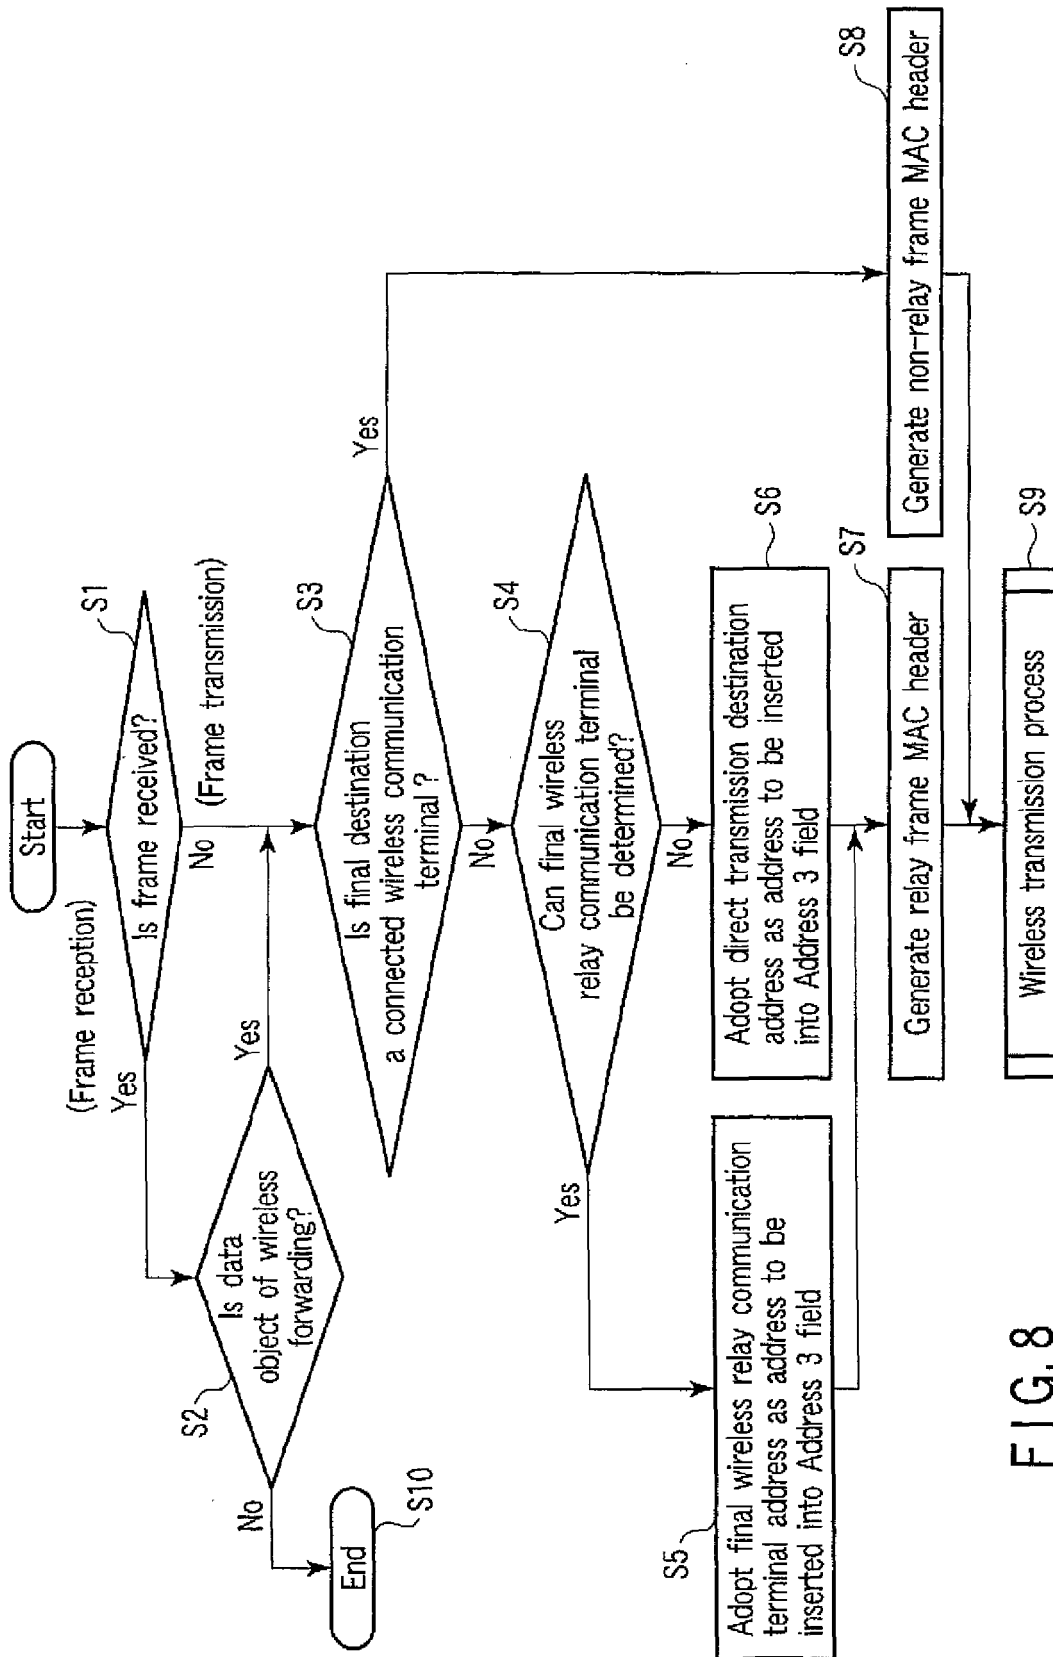 Start
(Frame reception)
Is frame received?
S1
Yes
No
(Frame transmission)
S2
Is data
object of wireless
forwarding?
Yes
No
End
S10
Is final destination
a connected wireless communication
terminal?
S3
Yes
No
Can final wireless
relay communication terminal
be determined?
S4
Yes
No
S5
Adopt final wireless relay communication
terminal address as address to be
inserted into Address 3 field
S6
Adopt direct transmission destination
address as address to be inserted
into Address 3 field
S7
Generate relay frame MAC header
S8
Generate non-relay frame MAC header
S9
Wireless transmission process
FIG. 8